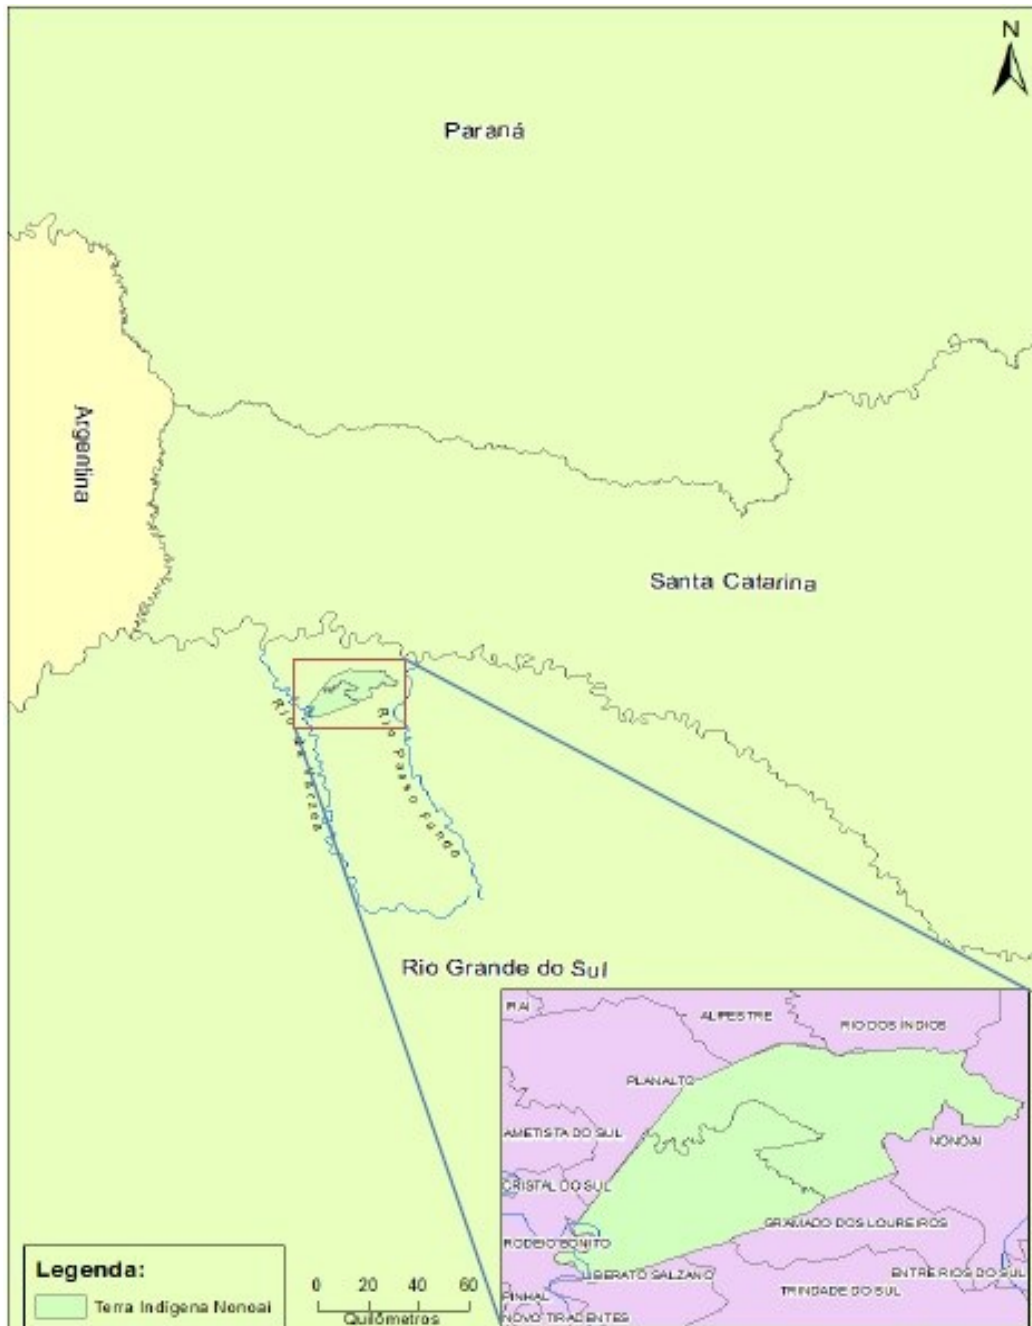 N
Paraná
Argentina
Santa Catarina
Rio da Várzea
Rio Passo Fundo
Rio Grande do Sul
IRAÍ
ALPESTRE
RIO DOS ÍNDIOS
PLANALTO
AMETISTA DO SUL
NONOAI
CRISTAL DO SUL
GRAMADO DOS LOUREIROS
RODEIO BONITO
LIBERATO SALZANO
ENTRE RIOS DO SUL
TRINDADE DO SUL
PINHAL
NOVO TIRADENTES
Legenda:
Terra Indígena Nonoai
0 20 40 60
Quilômetros